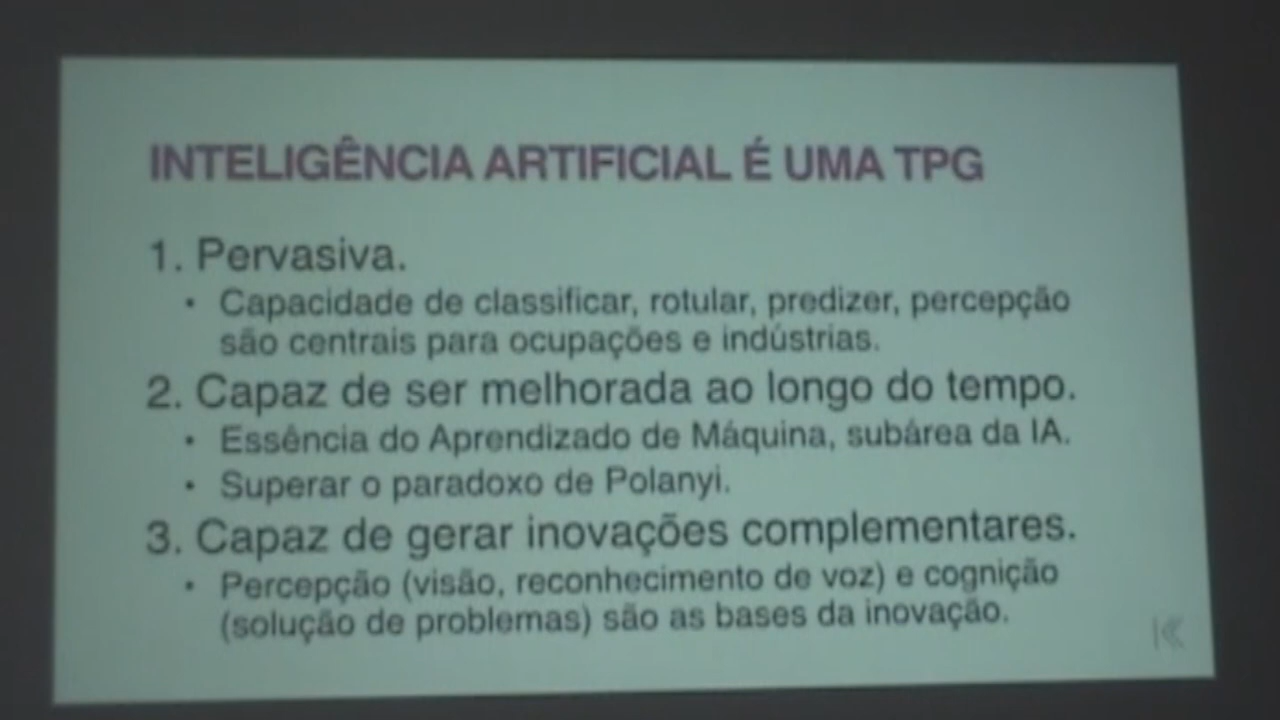 INTELIGÊNCIA ARTIFICIAL É UMA TPG
1. Pervasiva.
• Capacidade de classificar, rotular, predizer, percepção
são centrais para ocupações e indústrias.
2. Capaz de ser melhorada ao longo do tempo.
• Essência do Aprendizado de Máquina, subárea da IA.
• Superar o paradoxo de Polanyi.
3. Capaz de gerar inovações complementares.
• Percepção (visão, reconhecimento de voz) e cognição
(solução de problemas) são as bases da inovação.